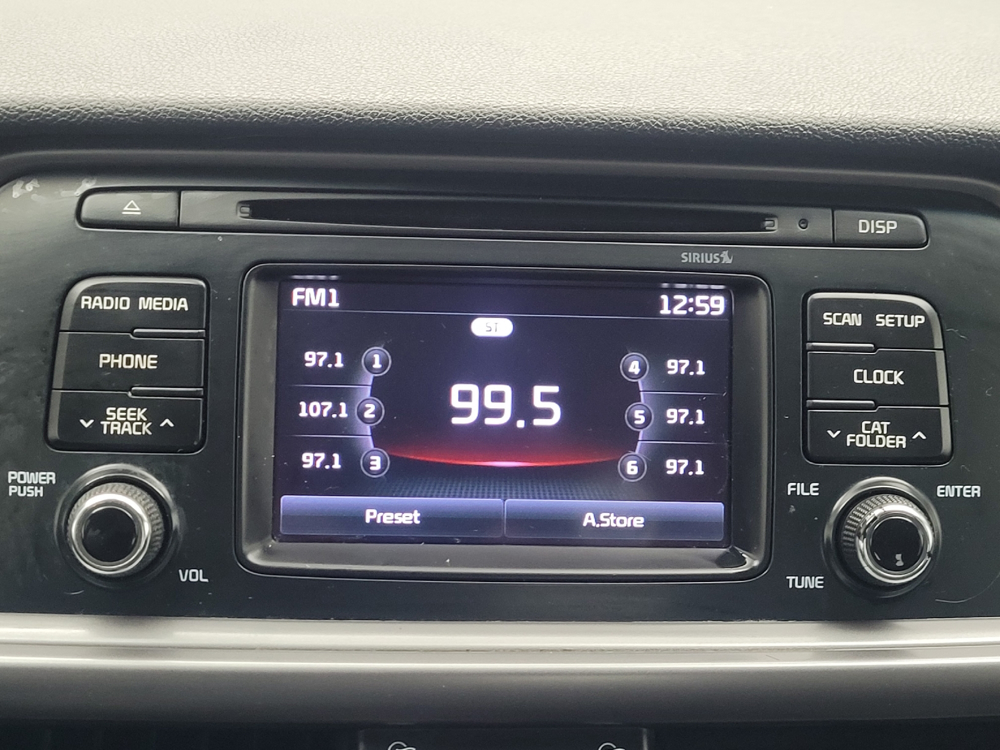 DISP
SIRIUS
RADIO MEDIA
PHONE
SEEK
TRACK
POWER
PUSH
VOL
FM1
12:59
ST
97.1 1
107.1 2
97.1 3
99.5
4 97.1
5 97.1
6 97.1
Preset
A.Store
SCAN SETUP
CLOCK
CAT
FOLDER
FILE
ENTER
TUNE